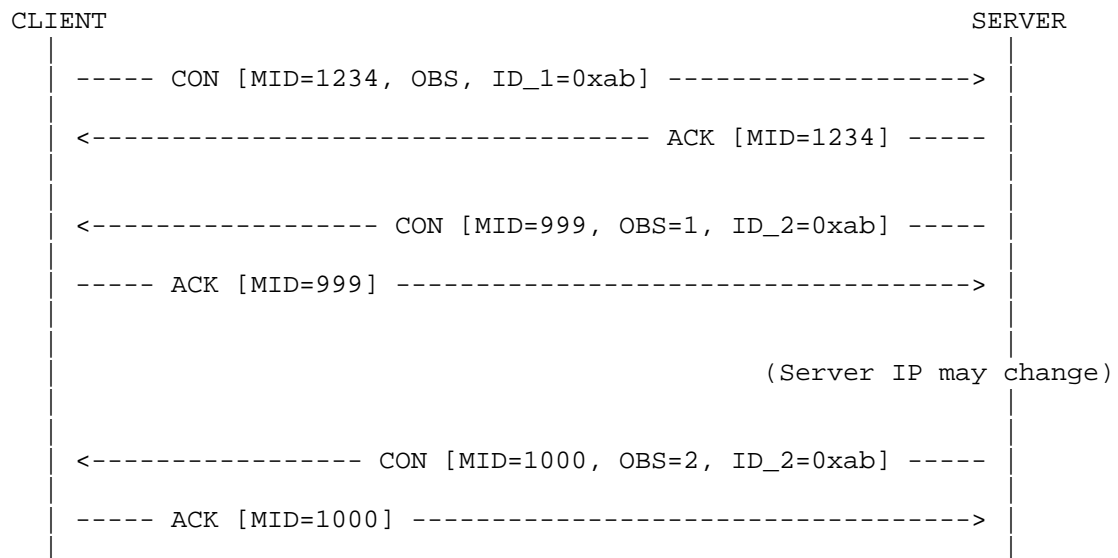 CLIENT SERVER
----- CON [MID=1234, OBS, ID_1=0xab] ------------------->
<----------------------------------- ACK [MID=1234] -----
<------------------ CON [MID=999, OBS=1, ID_2=0xab] -----
----- ACK [MID=999] ------------------------------------>
(Server IP may change)
<----------------- CON [MID=1000, OBS=2, ID_2=0xab] -----
----- ACK [MID=1000] ----------------------------------->